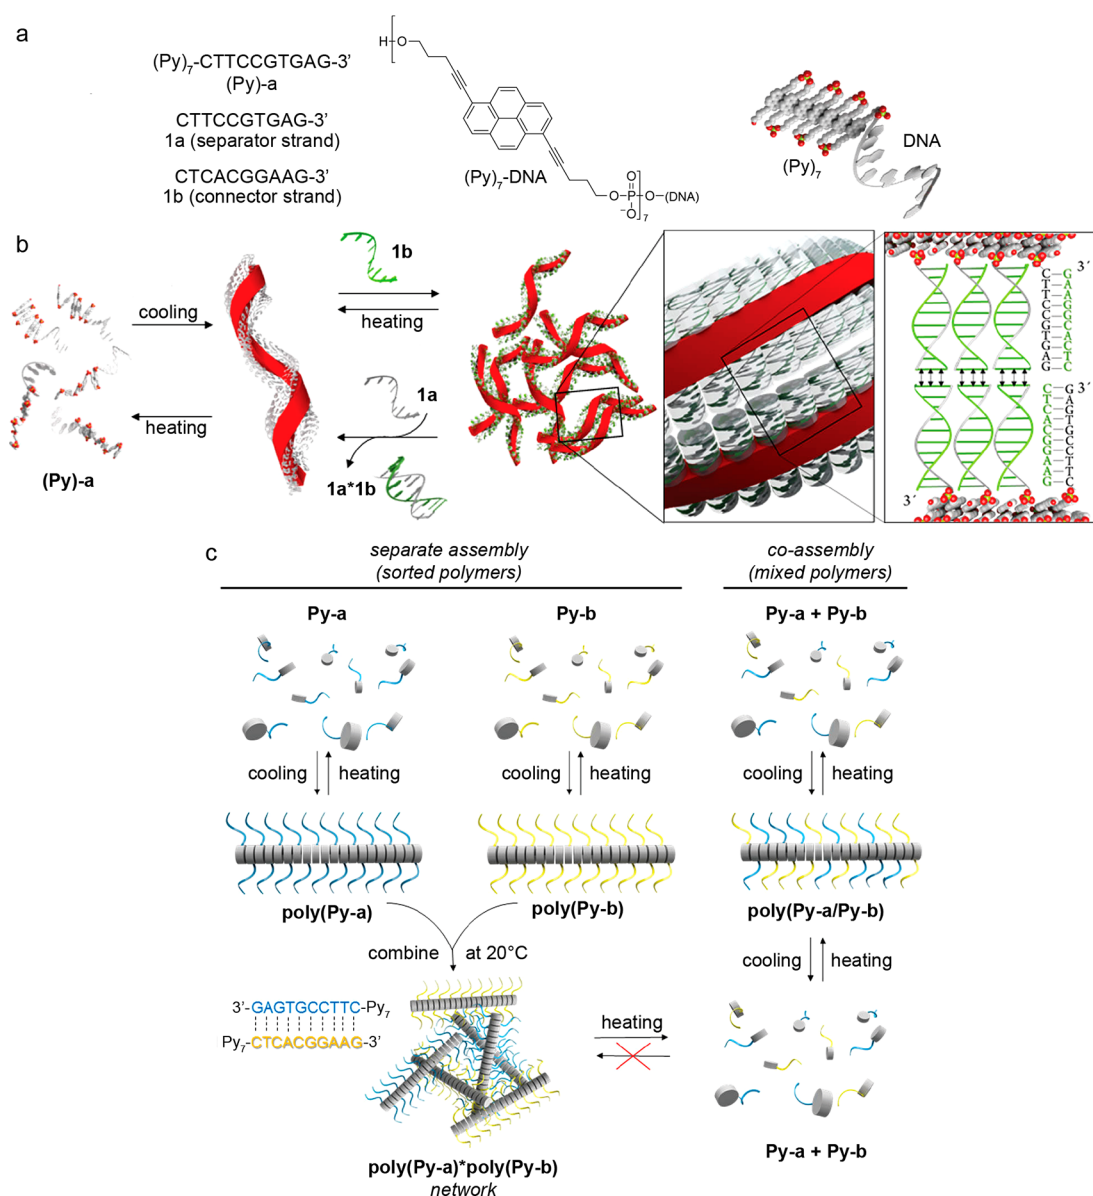 a
(Py)7-CTTCCGTGAG-3’
(Py)-a
CTTCCGTGAG-3’
1a (separator strand)
CTCACGGAAG-3’
1b (connector strand)
H
O
O
P
O
O
−
7
O
(DNA)
(Py)7-DNA
(Py)7
DNA
b
(Py)-a
cooling
heating
1b
heating
1a
1a*1b
3´
CTTCCGTGAG
GAAGGCACTC
3´
CTCACGGAAG
GAGTGCCTTC
3´
c
separate assembly
(sorted polymers)
co-assembly
(mixed polymers)
Py-a
Py-b
Py-a + Py-b
cooling
heating
cooling
heating
cooling
heating
poly(Py-a)
poly(Py-b)
poly(Py-a/Py-b)
combine
at 20°C
cooling
heating
3’-GAGTGCCTTC-Py7
Py7-CTCACGGAAG-3’
heating
poly(Py-a)*poly(Py-b)
network
Py-a + Py-b